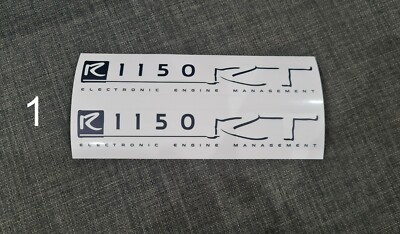 R 1150 RT
ELECTRONIC ENGINE MANAGEMENT
1
R 1150 RT
ELECTRONIC ENGINE MANAGEMENT